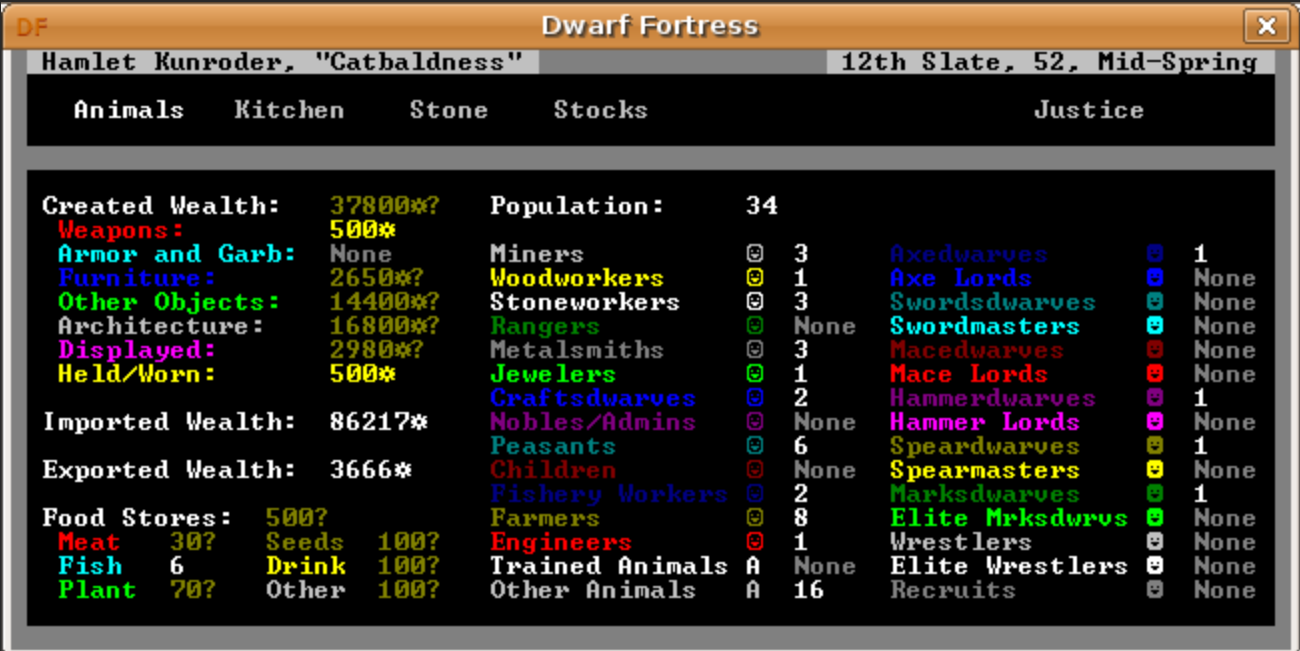 DF Dwarf Fortress
Hamlet Kunroder, "Catbaldness" 12th Slate, 52, Mid-Spring
Animals Kitchen Stone Stocks Justice
Created Wealth: 37800☼? Population: 34
Weapons: 500☼
Armor and Garb: None Miners ☺ 3 Axedwarves ☻ 1
Furniture: 2650☼? Woodworkers ☺ 1 Axe Lords ☻ None
Other Objects: 14400☼? Stoneworkers ☺ 3 Swordsdwarves ☻ None
Architecture: 16800☼? Rangers ☺ None Swordmasters ☻ None
Displayed: 2980☼? Metalsmiths ☺ 3 Macedwarves ☻ None
Held/Worn: 500☼ Jewelers ☺ 1 Mace Lords ☻ None
Craftsdwarves ☺ 2 Hammerdwarves ☻ 1
Imported Wealth: 86217☼ Nobles/Admins ☺ None Hammer Lords ☻ None
Peasants ☺ 6 Speardwarves ☻ 1
Exported Wealth: 3666☼ Children ☺ None Spearmasters ☻ None
Fishery Workers ☺ 2 Marksdwarves ☻ 1
Food Stores: 500? Farmers ☺ 8 Elite Mrksdwrvs ☻ None
Meat 30? Seeds 100? Engineers ☺ 1 Wrestlers ☻ None
Fish 6 Drink 100? Trained Animals A None Elite Wrestlers ☻ None
Plant 70? Other 100? Other Animals A 16 Recruits ☻ None